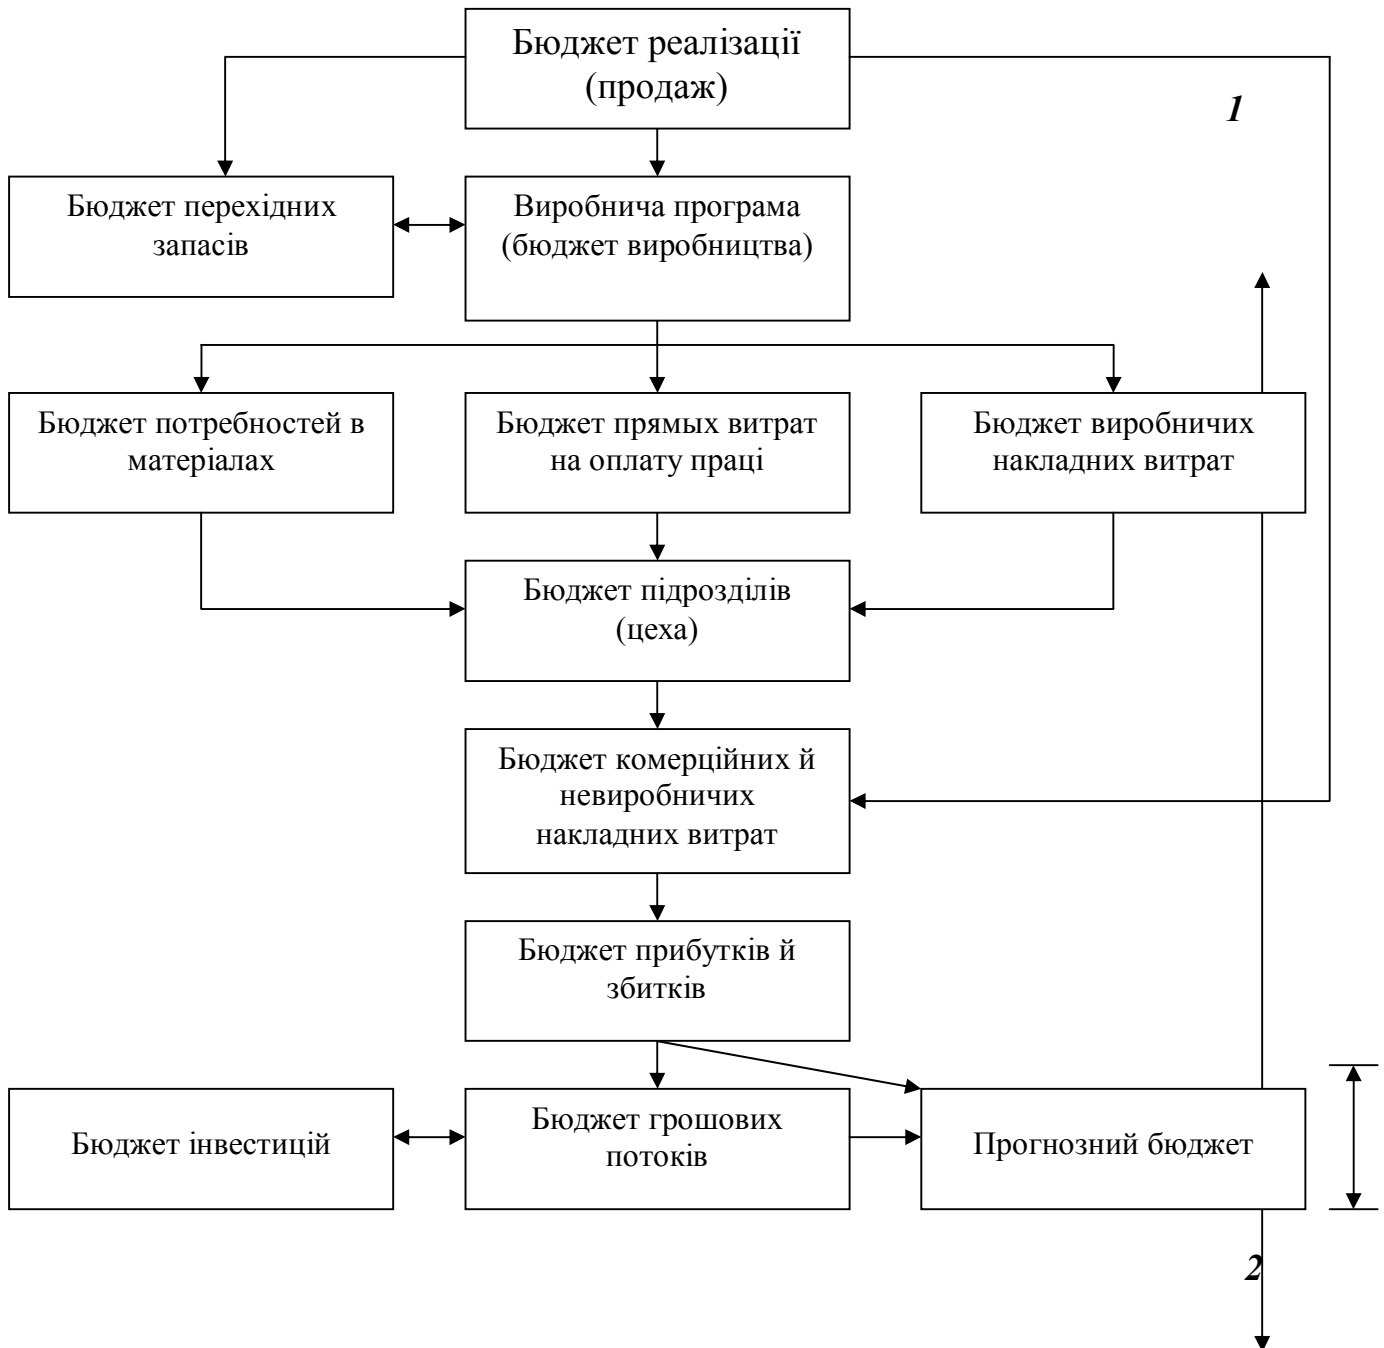 Бюджет реалізації
(продаж)
1
Бюджет перехідних
запасів
Виробнича програма
(бюджет виробництва)
Бюджет потребностей в
матеріалах
Бюджет прямых витрат
на оплату праці
Бюджет виробничих
накладних витрат
Бюджет підрозділів
(цеха)
Бюджет комерційних й
невиробничих
накладних витрат
Бюджет прибутків й
збитків
Бюджет інвестицій
Бюджет грошових
потоків
Прогнозний бюджет
2